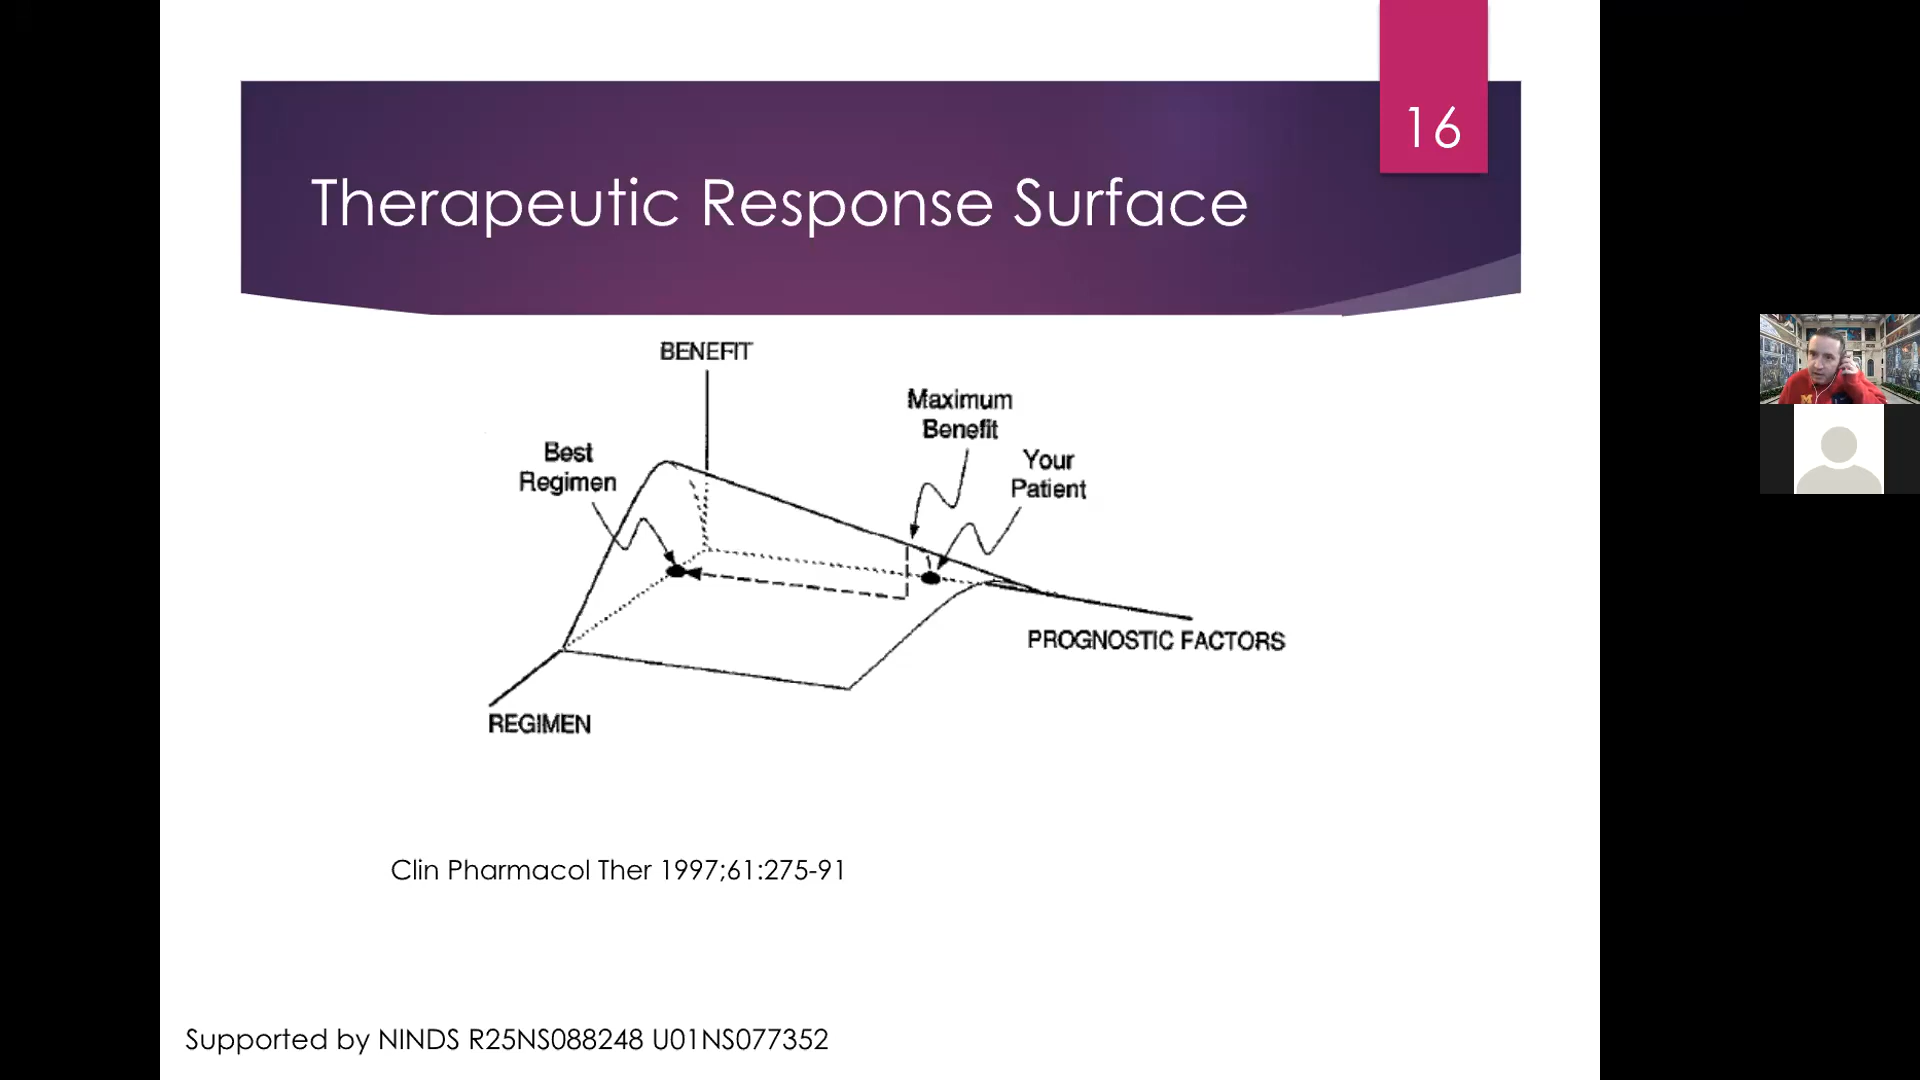 16
Therapeutic Response Surface
BENEFIT
Maximum
Benefit
Best
Regimen
Your
Patient
PROGNOSTIC FACTORS
REGIMEN
Clin Pharmacol Ther 1997;61:275-91
Supported by NINDS R25NS088248 U01NS077352